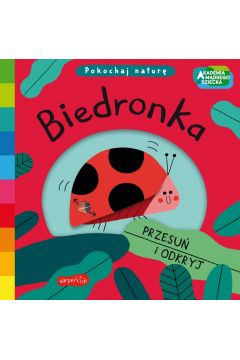 Pokochaj naturę
AKADEMIA
MĄDREGO
DZIECKA
Biedronka
PRZESUŃ
i ODKRYJ
harperkids